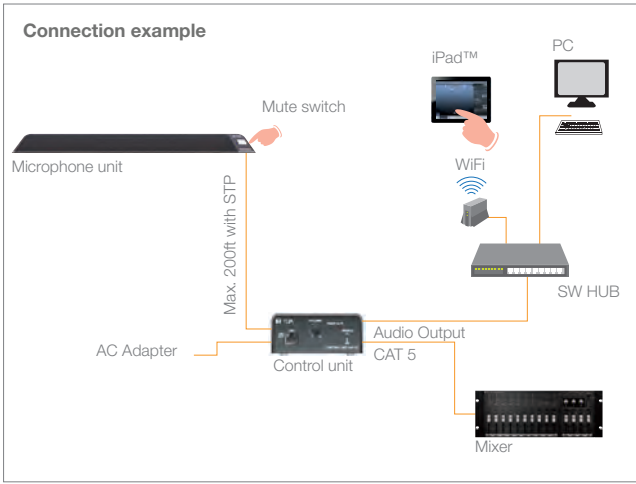 Connection example
iPad™
PC
Mute switch
Microphone unit
WiFi
Max. 200ft with STP
SW HUB
Audio Output
AC Adapter
CAT 5
Control unit
Mixer